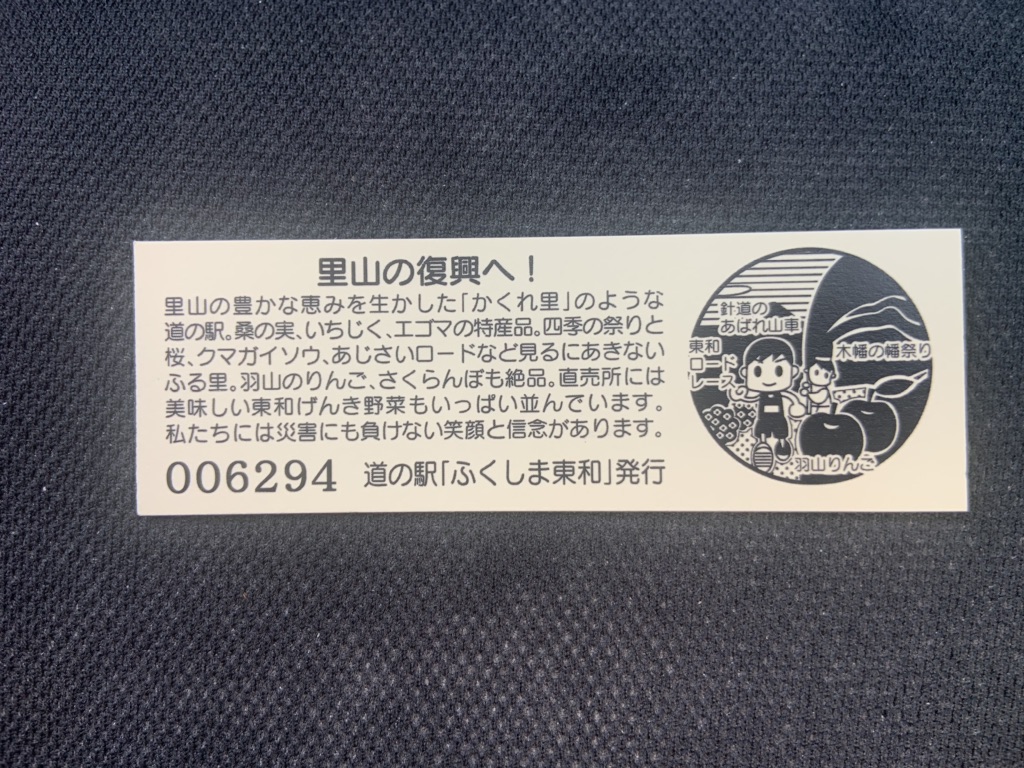 里山の復興へ！
里山の豊かな恵みを生かした「かくれ里」のような
道の駅。桑の実、いちじく、エゴマの特産品。四季の祭りと
桜、クマガイソウ、あじさいロードなど見るにあきない
ふる里。羽山のりんご、さくらんぼも絶品。直売所には
美味しい東和げんき野菜もいっぱい並んでいます。
私たちには災害にも負けない笑顔と信念があります。
006294 道の駅「ふくしま東和」発行
針道の
あばれ山車
東和
ロード
レース
木幡の幡祭り
羽山りんご